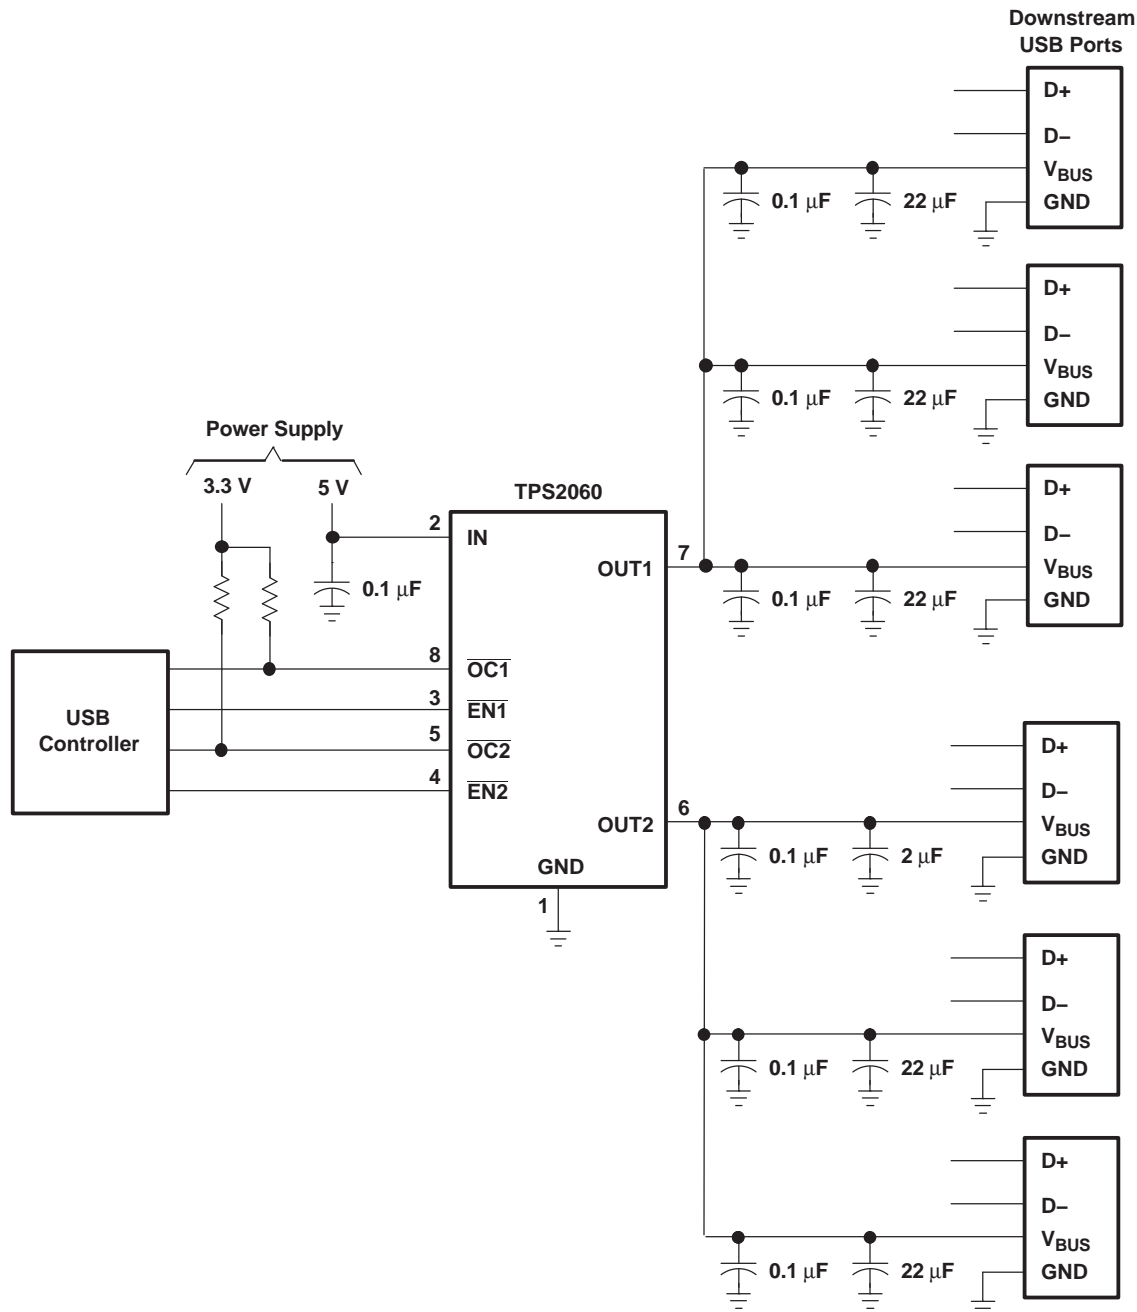 Downstream
USB Ports
D+
D–
VBUS
GND
0.1 μF
22 μF
D+
D–
VBUS
GND
0.1 μF
22 μF
Power Supply
3.3 V
5 V
TPS2060
D+
D–
VBUS
GND
0.1 μF
22 μF
2
IN
7
OUT1
0.1 μF
8
OC1
3
EN1
5
OC2
4
EN2
USB
Controller
6
OUT2
GND
1
D+
D–
VBUS
GND
0.1 μF
2 μF
D+
D–
VBUS
GND
0.1 μF
22 μF
D+
D–
VBUS
GND
0.1 μF
22 μF